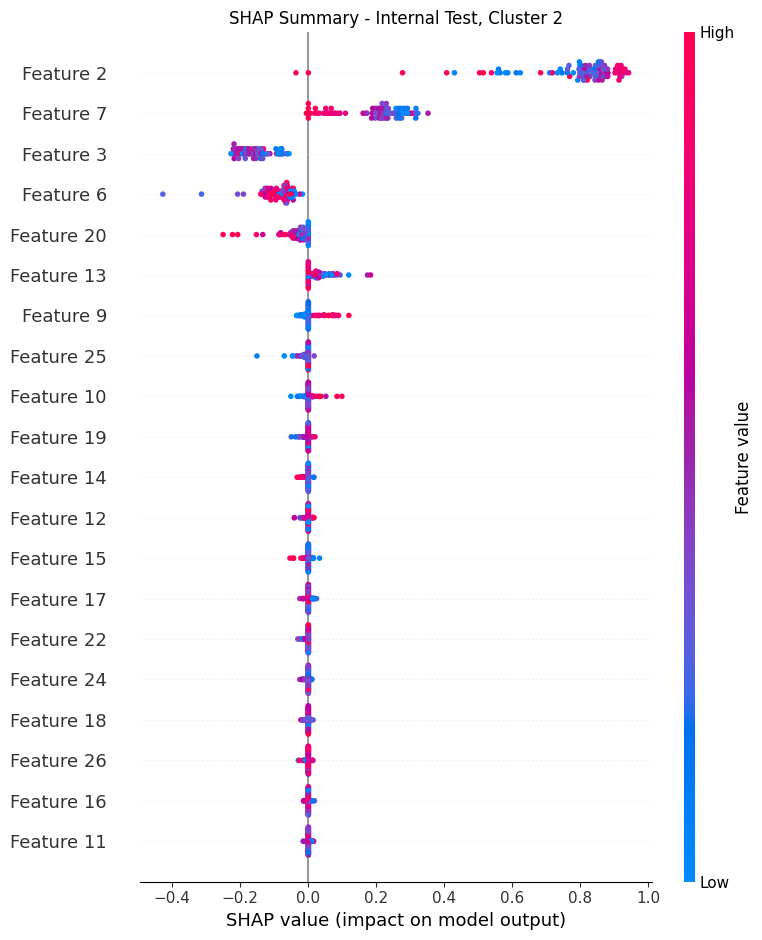 SHAP Summary - Internal Test, Cluster 2
High
Feature 2
Feature 7
Feature 3
Feature 6
Feature 20
Feature 13
Feature 9
Feature 25
Feature 10
Feature 19
Feature 14
Feature 12
Feature 15
Feature 17
Feature 22
Feature 24
Feature 18
Feature 26
Feature 16
Feature 11
Feature value
Low
−0.4 −0.2 0.0 0.2 0.4 0.6 0.8 1.0
SHAP value (impact on model output)